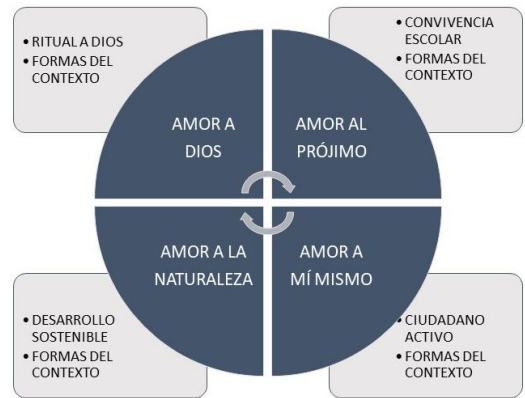 • RITUAL A DIOS
• FORMAS DEL
CONTEXTO
• CONVIVENCIA
ESCOLAR
• FORMAS DEL
CONTEXTO
AMOR A
DIOS
AMOR AL
PRÓJIMO
AMOR A LA
NATURALEZA
AMOR A
MÍ MISMO
• DESARROLLO
SOSTENIBLE
• FORMAS DEL
CONTEXTO
• CIUDADANO
ACTIVO
• FORMAS DEL
CONTEXTO